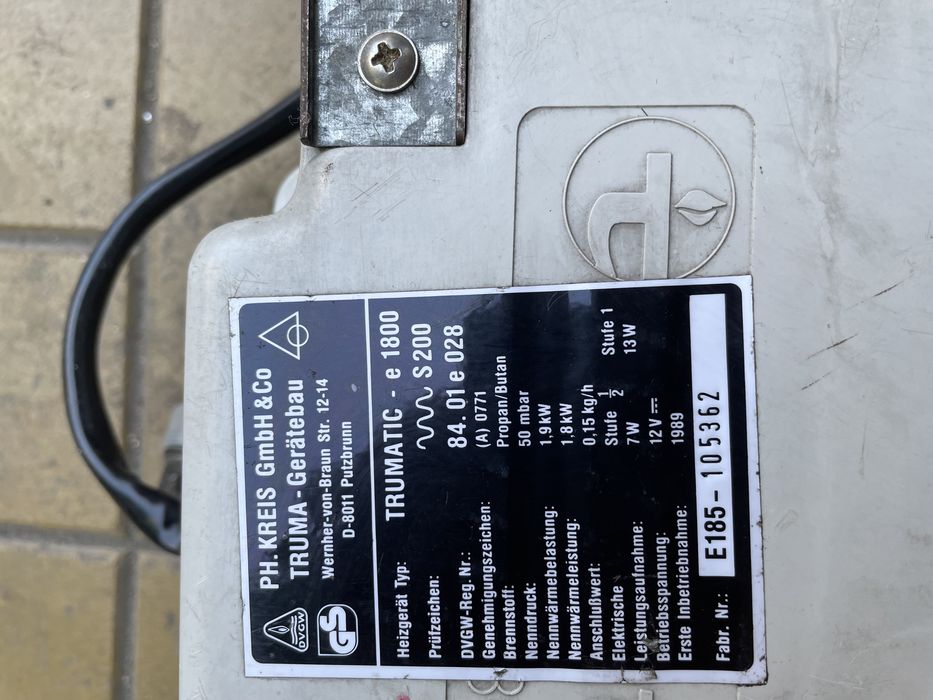 PH. KREIS GmbH & Co
TRUMA - Gerätebau
Wernher-von-Braun Str. 12-14
D-8011 Putzbrunn
DVGW
GS
Heizgerät Typ: TRUMATIC - e 1800
Prüfzeichen: S 200
DVGW-Reg. Nr.: 84. 01 e 028
Genehmigungszeichen: (A) 0771
Brennstoff: Propan/Butan
Nenndruck: 50 mbar
Nennwärmebelastung: 1,9 kW
Nennwärmeleistung: 1,8 kW
Anschlußwert: 0,15 kg/h
Elektrische Stufe 1/2 Stufe 1
Leistungsaufnahme: 7 W 13 W
Betriebsspannung: 12 V
Erste Inbetriebnahme: 1989
Fabr. Nr.: E185- 105362